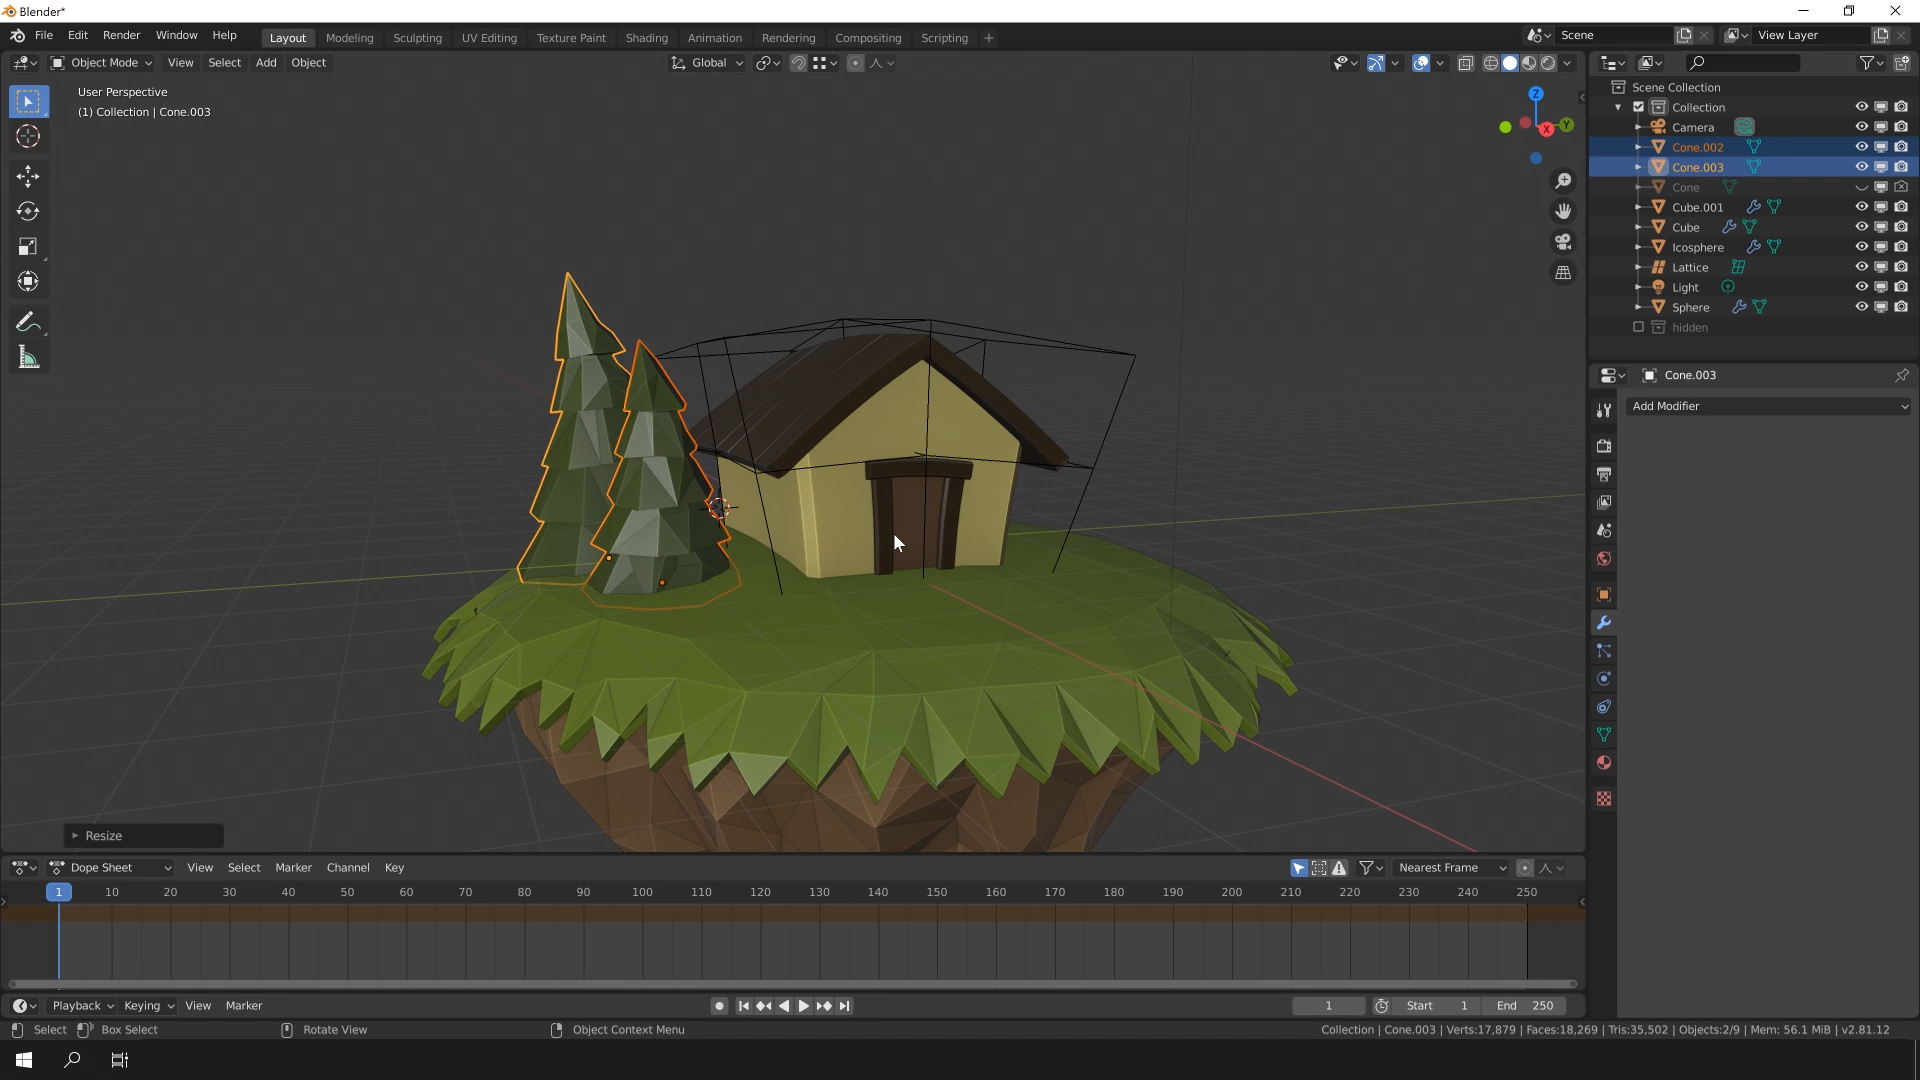 Blender*
File Edit Render Window Help Layout Modeling Sculpting UV Editing Texture Paint Shading Animation Rendering Compositing Scripting + Scene View Layer
Object Mode View Select Add Object Global
User Perspective
(1) Collection | Cone.003
Z
X
Y
Scene Collection
Collection
Camera
Cone.002
Cone.003
Cone
Cube.001
Cube
Icosphere
Lattice
Light
Sphere
hidden
Cone.003
Add Modifier
Resize
Dope Sheet View Select Marker Channel Key Nearest Frame
1 10 20 30 40 50 60 70 80 90 100 110 120 130 140 150 160 170 180 190 200 210 220 230 240 250
Playback Keying View Marker 1 Start 1 End 250
Select Box Select Rotate View Object Context Menu Collection | Cone.003 | Verts:17,879 | Faces:18,269 | Tris:35,502 | Objects:2/9 | Mem: 56.1 MiB | v2.81.12